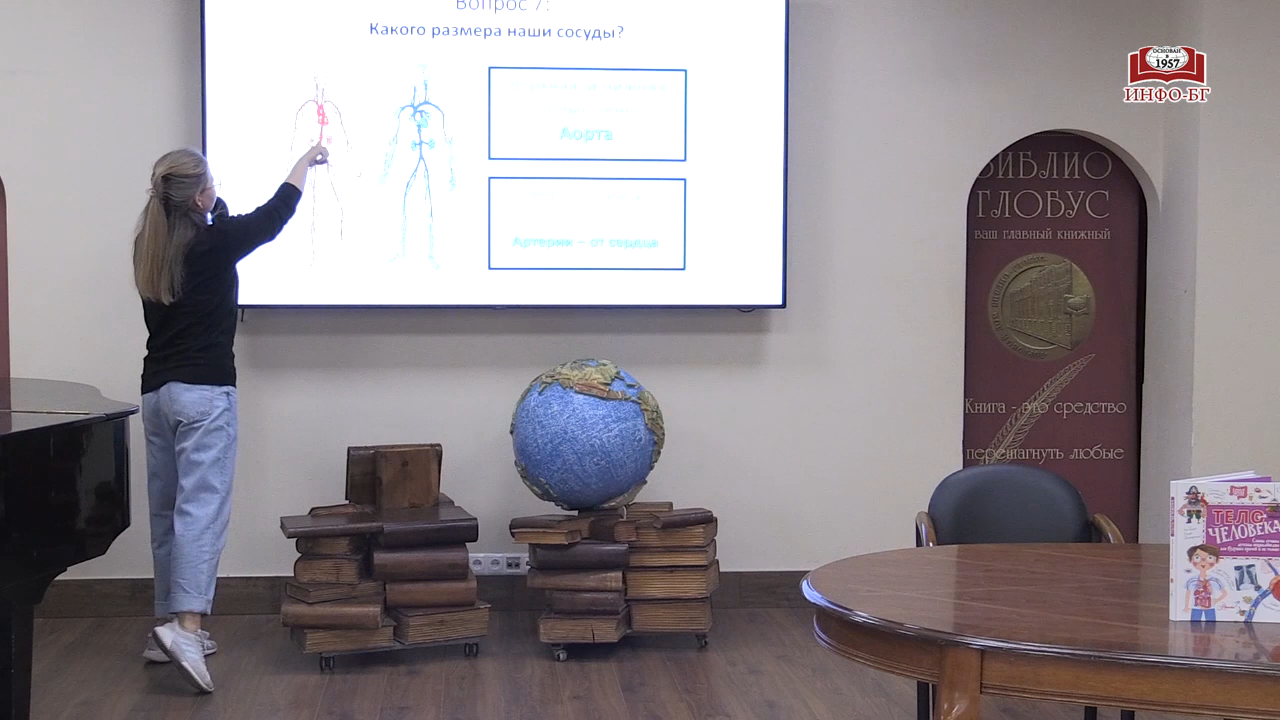 Вопрос 7:
Какого размера наши сосуды?
Аорта
Артерии – от сердца
ОСНОВАН
В
1957
ИНФО-БГ
БИБЛИО
ГЛОБУС
ваш главный книжный
Книга - это средство
перешагнуть любые
ТЕЛО
ЧЕЛОВЕКА